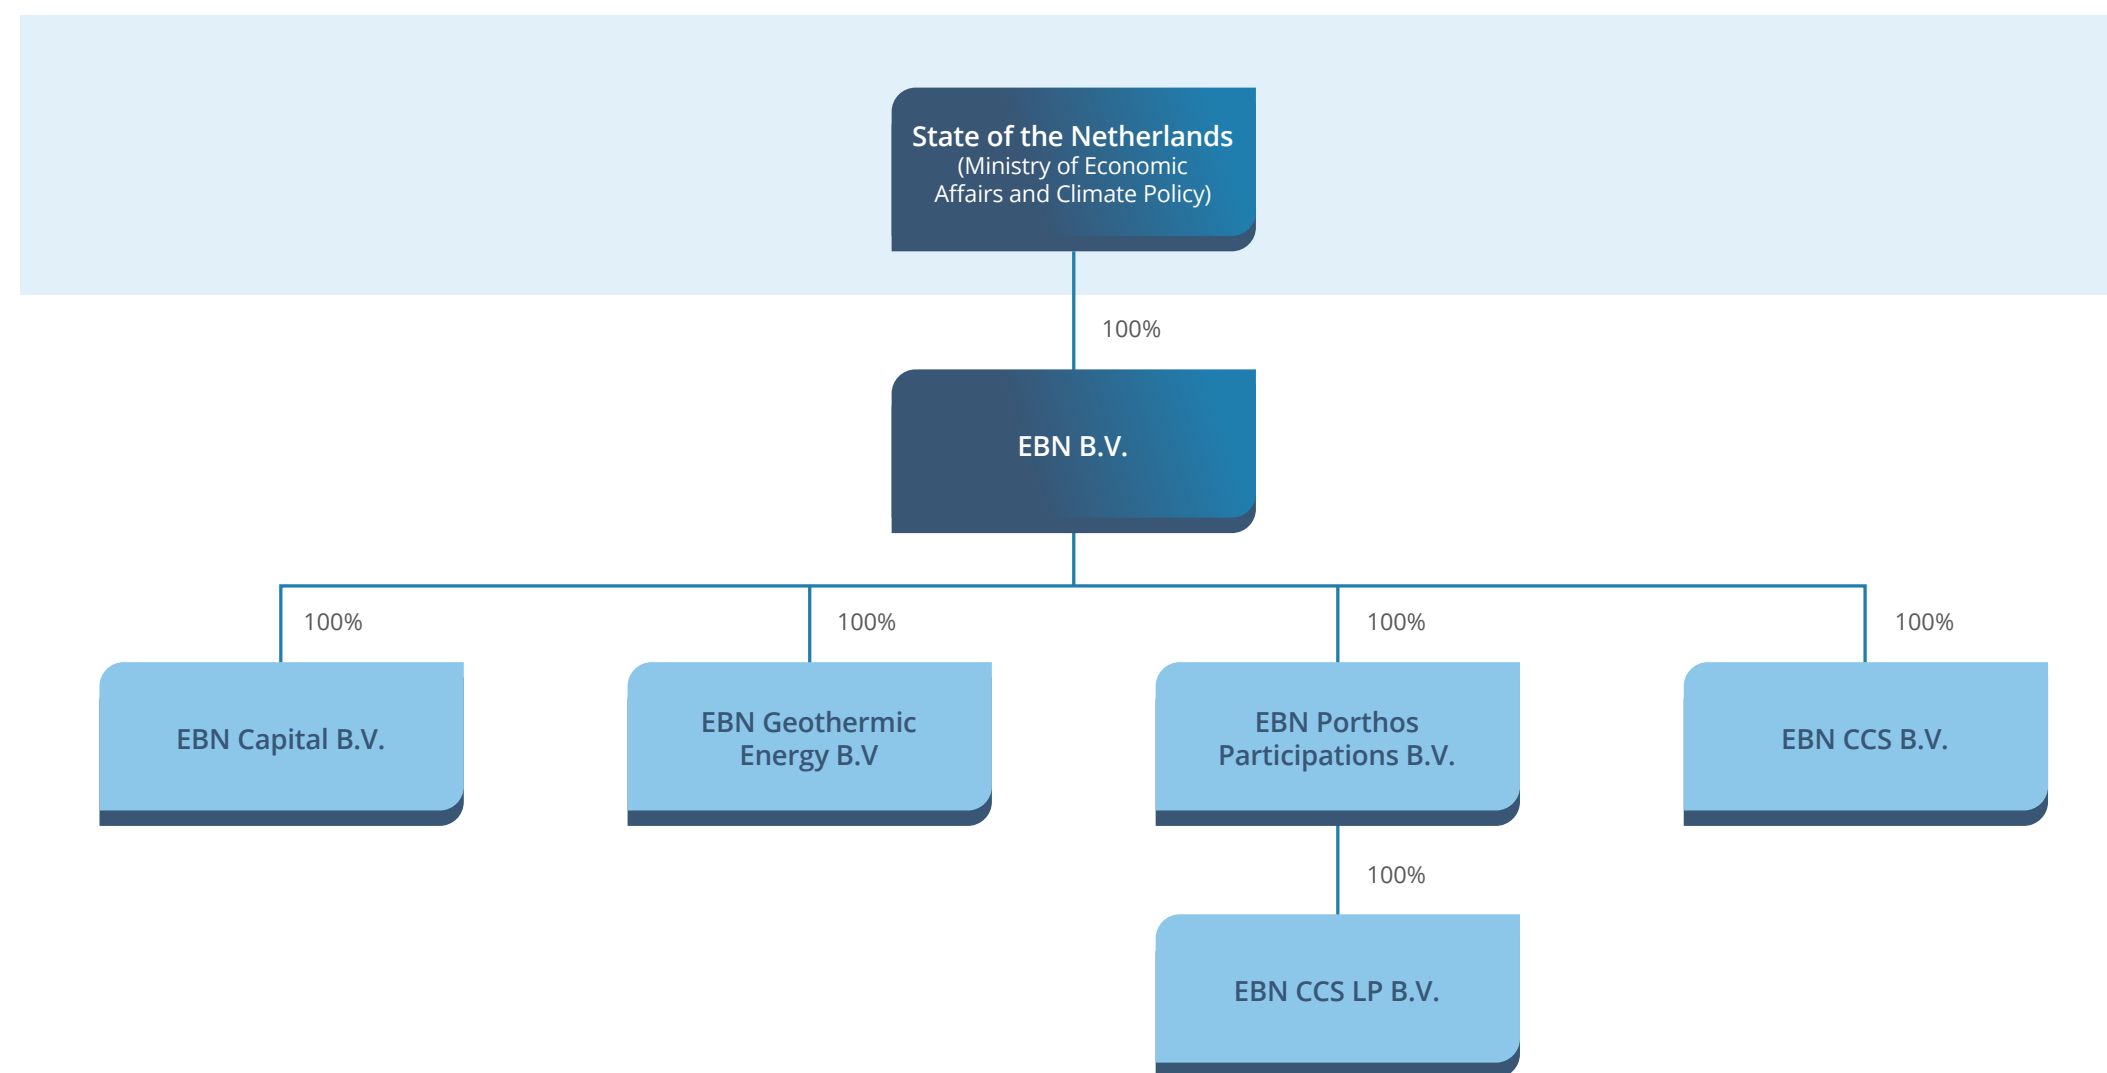 State of the Netherlands
(Ministry of Economic
Affairs and Climate Policy)
100%
EBN B.V.
100%
100%
100%
100%
EBN Capital B.V.
EBN Geothermic
Energy B.V
EBN Porthos
Participations B.V.
EBN CCS B.V.
100%
EBN CCS LP B.V.